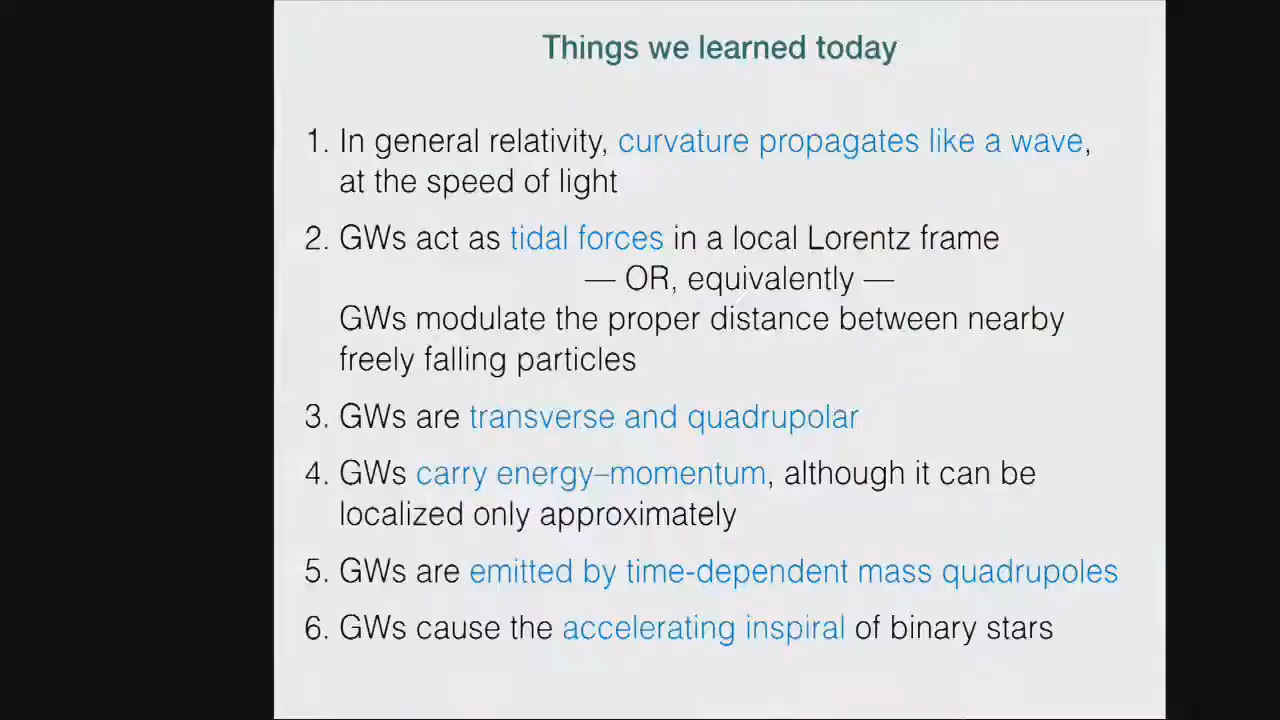 Things we learned today
1. In general relativity, curvature propagates like a wave,
at the speed of light
2. GWs act as tidal forces in a local Lorentz frame
— OR, equivalently —
GWs modulate the proper distance between nearby
freely falling particles
3. GWs are transverse and quadrupolar
4. GWs carry energy–momentum, although it can be
localized only approximately
5. GWs are emitted by time-dependent mass quadrupoles
6. GWs cause the accelerating inspiral of binary stars